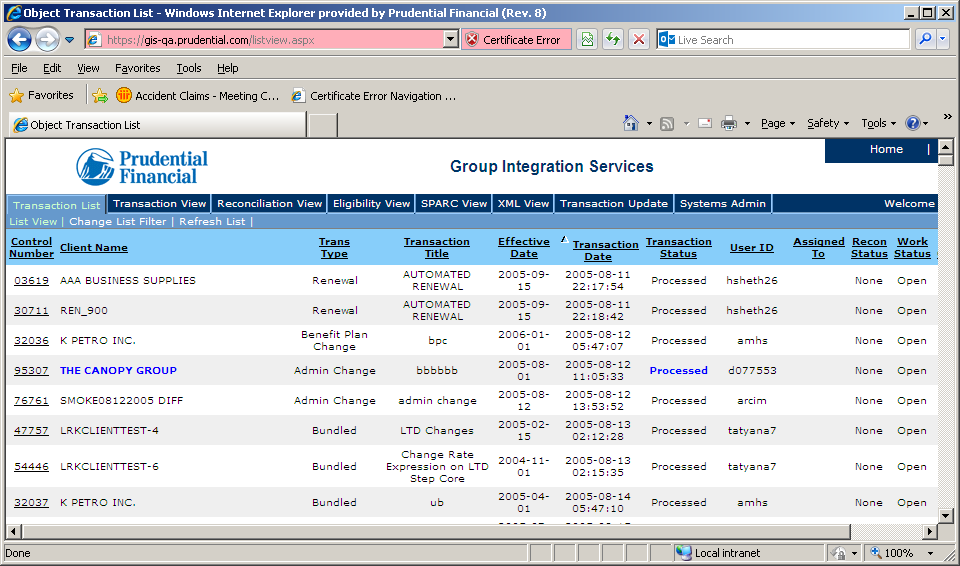 Object Transaction List - Windows Internet Explorer provided by Prudential Financial (Rev. 8)
https://gis-qa.prudential.com/listview.aspx Certificate Error Live Search
File Edit View Favorites Tools Help
Favorites Accident Claims - Meeting C... Certificate Error Navigation ...
Object Transaction List Page Safety Tools »
Prudential
Financial
Group Integration Services
Home |
Transaction List Transaction View Reconciliation View Eligibility View SPARC View XML View Transaction Update Systems Admin Welcome
List View | Change List Filter | Refresh List |
Control Number Client Name Trans Type Transaction Title Effective Date Transaction Date Transaction Status User ID Assigned To Recon Status Work Status
03619 AAA BUSINESS SUPPLIES Renewal AUTOMATED RENEWAL 2005-09-15 2005-08-11 22:17:54 Processed hsheth26 None Open
30711 REN_900 Renewal AUTOMATED RENEWAL 2005-09-15 2005-08-11 22:18:42 Processed hsheth26 None Open
32036 K PETRO INC. Benefit Plan Change bpc 2006-01-01 2005-08-12 05:47:07 Processed amhs None Open
95307 THE CANOPY GROUP Admin Change bbbbbb 2005-08-01 2005-08-12 11:05:33 Processed d077553 None Open
76761 SMOKE08122005 DIFF Admin Change admin change 2005-08-12 2005-08-12 13:53:52 Processed arcim None Open
47757 LRKCLIENTTEST-4 Bundled LTD Changes 2005-02-15 2005-08-13 02:12:28 Processed tatyana7 None Open
54446 LRKCLIENTTEST-6 Bundled Change Rate Expression on LTD Step Core 2004-11-01 2005-08-13 02:15:35 Processed tatyana7 None Open
32037 K PETRO INC. Bundled ub 2005-04-01 2005-08-14 05:47:10 Processed amhs None Open
Done Local intranet 100%